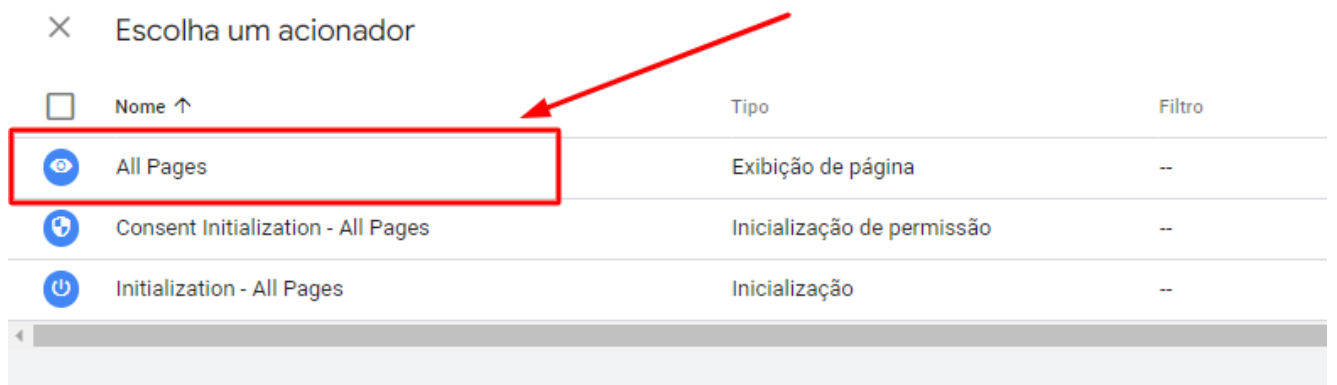 Escolha um acionador
Nome ↑ Tipo Filtro
All Pages Exibição de página --
Consent Initialization - All Pages Inicialização de permissão --
Initialization - All Pages Inicialização --